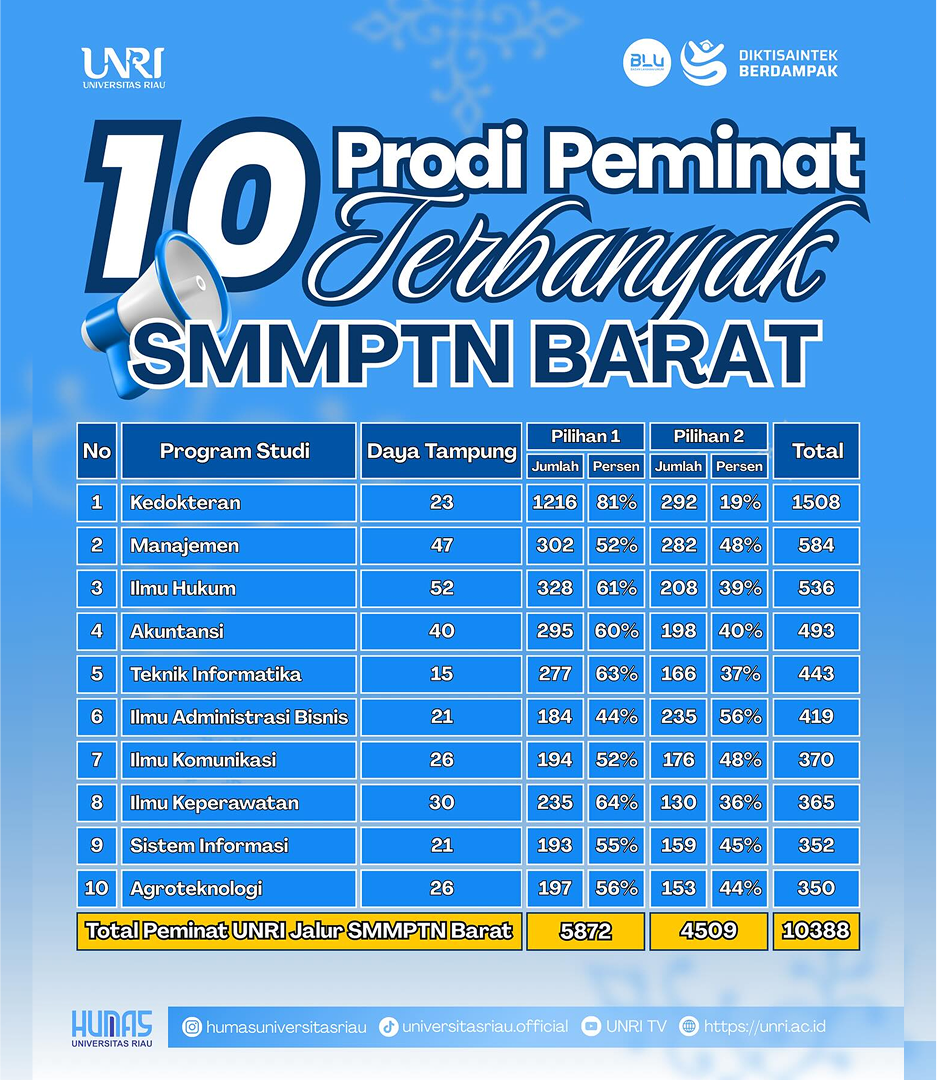 UNRI
UNIVERSITAS RIAU
BLU
DIKTISAINTEK
BERDAMPAK
10 Prodi Peminat
Terbanyak
SMMPTN BARAT
No Program Studi Daya Tampung Pilihan 1 Pilihan 2 Total
Jumlah Persen Jumlah Persen
1 Kedokteran 23 1216 81% 292 19% 1508
2 Manajemen 47 302 52% 282 48% 584
3 Ilmu Hukum 52 328 61% 208 39% 536
4 Akuntansi 40 295 60% 198 40% 493
5 Teknik Informatika 15 277 63% 166 37% 443
6 Ilmu Administrasi Bisnis 21 184 44% 235 56% 419
7 Ilmu Komunikasi 26 194 52% 176 48% 370
8 Ilmu Keperawatan 30 235 64% 130 36% 365
9 Sistem Informasi 21 193 55% 159 45% 352
10 Agroteknologi 26 197 56% 153 44% 350
Total Peminat UNRI Jalur SMMPTN Barat 5872 4509 10388
HUMAS
UNIVERSITAS RIAU
humasuniversitasriau universitasriau.official UNRI TV https://unri.ac.id